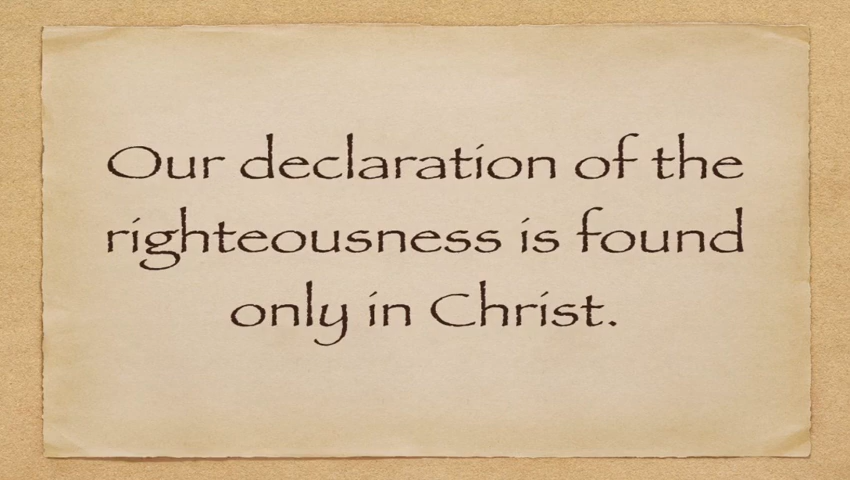 Our declaration of the
righteousness is found
only in Christ.